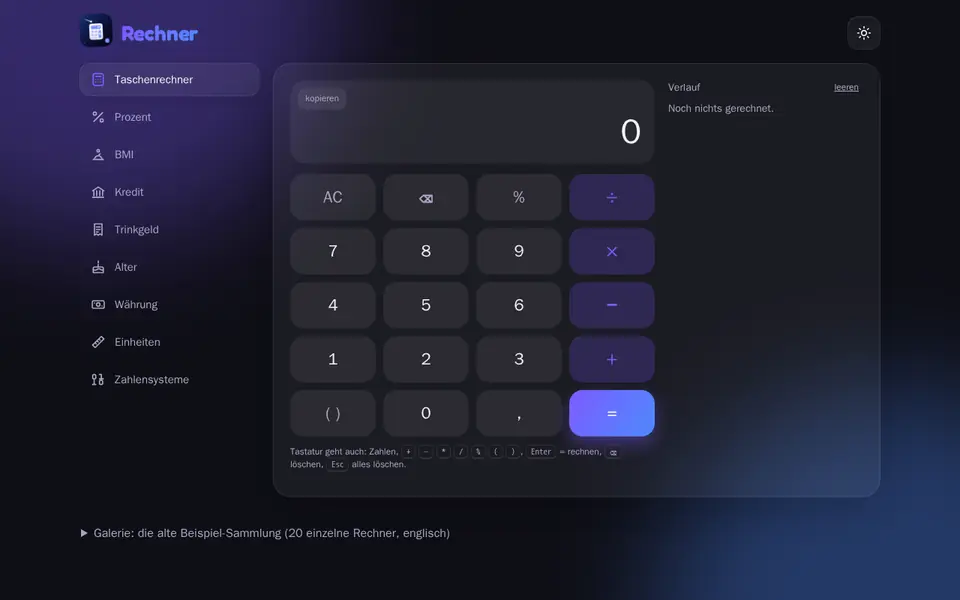 Rechner
Taschenrechner
Prozent
BMI
Kredit
Trinkgeld
Alter
Währung
Einheiten
Zahlensysteme
kopieren
0
AC ⌫ % ÷
7 8 9 ×
4 5 6 −
1 2 3 +
( ) 0 , =
Tastatur geht auch: Zahlen, + − * / % ( ) , Enter = rechnen, ⌫
löschen, Esc alles löschen.
Verlauf leeren
Noch nichts gerechnet.
▶ Galerie: die alte Beispiel-Sammlung (20 einzelne Rechner, englisch)